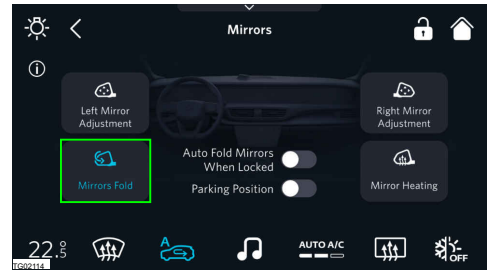 Mirrors
Left Mirror
Adjustment
Right Mirror
Adjustment
Mirrors Fold
Auto Fold Mirrors
When Locked
Parking Position
Mirror Heating
22.5°
A
AUTO A/C
OFF
TG02114